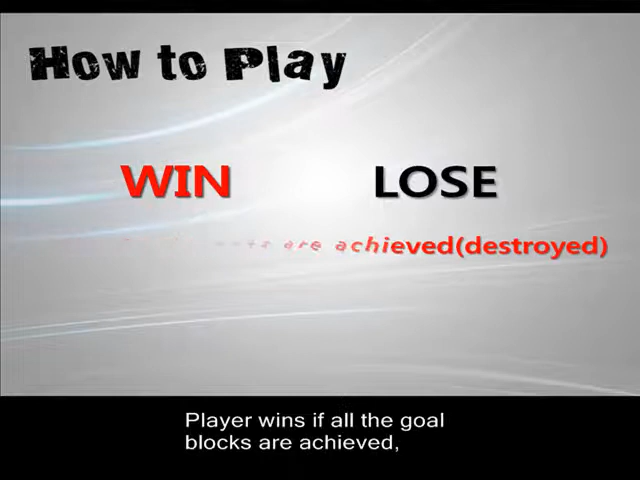 How to Play
WIN
LOSE
are achieved(destroyed)
Player wins if all the goal
blocks are achieved,